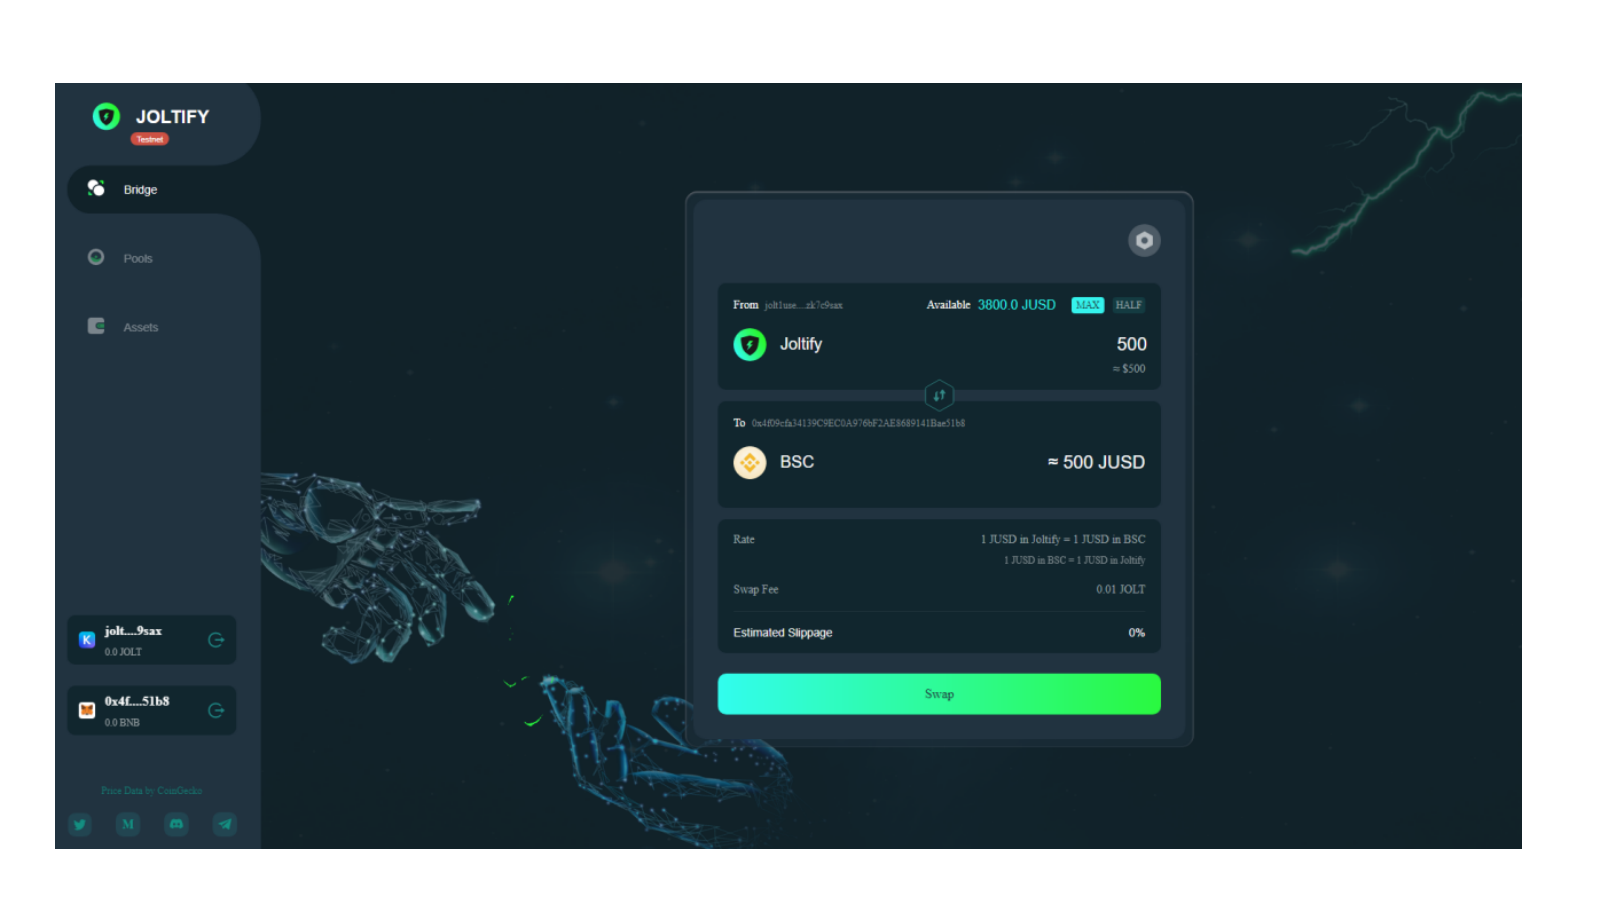 JOLTIFY
Testnet
Bridge
Pools
Assets
jolt....9sax
0.0 JOLT
0x4f....51b8
0.0 BNB
Price Data by CoinGecko
From jolt1use....zk7c9sax Available 3800.0 JUSD MAX HALF
Joltify 500
≈ $500
To 0x4f09cfa34139C9EC0A976bF2AE8689141Bae51b8
BSC ≈ 500 JUSD
Rate 1 JUSD in Joltify = 1 JUSD in BSC
1 JUSD in BSC = 1 JUSD in Joltify
Swap Fee 0.01 JOLT
Estimated Slippage 0%
Swap